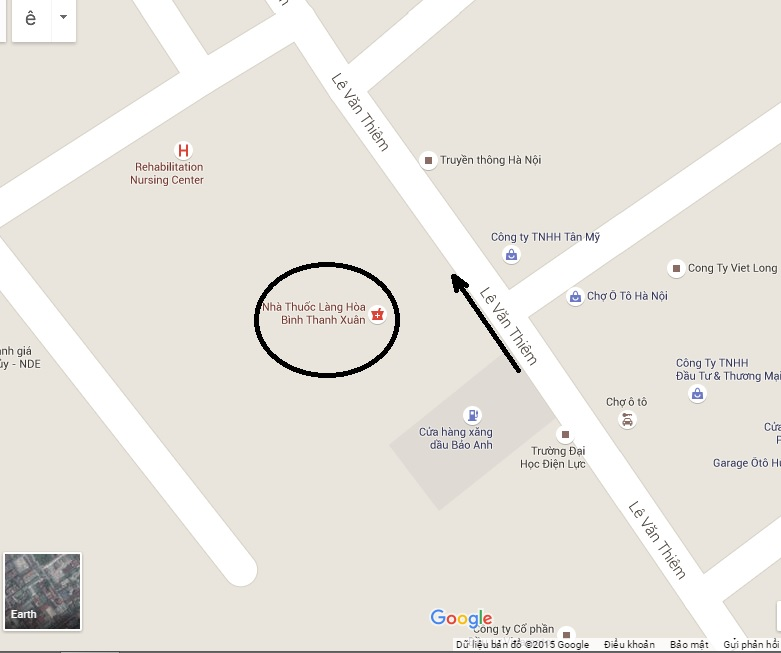 ê
Lê Văn Thiêm
Truyền thông Hà Nội
Rehabilitation
Nursing Center
Công ty TNHH Tân Mỹ
Cong Ty Viet Long
Chợ Ô Tô Hà Nội
Nhà Thuốc Làng Hòa
Bình Thanh Xuân
Lê Văn Thiêm
ánh giá
ủy - NDE
Công Ty TNHH
Đầu Tư & Thương Mại
Chợ ô tô
Cửa hàng xăng
dầu Bảo Anh
Trường Đại
Học Điện Lực
Garage Ôtô
Lê Văn Thiêm
Earth
Google
Công ty Cổ phần
Dữ liệu bản đồ ©2015 Google
Điều khoản
Bảo mật
Gửi phản hồi